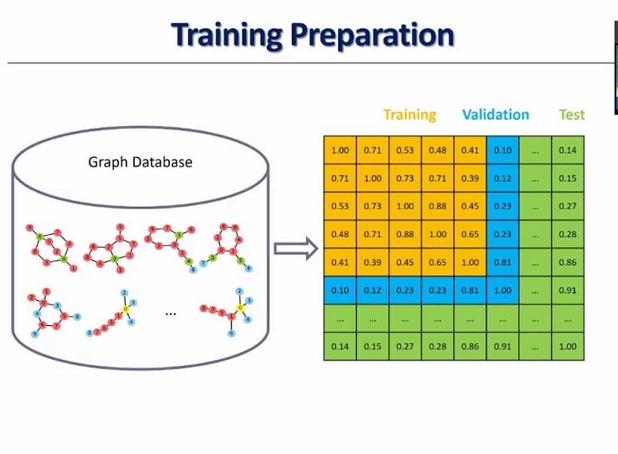 Training Preparation
Training Validation Test
Graph Database
1.00 0.71 0.53 0.48 0.41 0.10 ... 0.14
0.71 1.00 0.73 0.71 0.39 0.12 ... 0.15
0.53 0.73 1.00 0.88 0.45 0.23 ... 0.27
0.48 0.71 0.88 1.00 0.65 0.23 ... 0.28
0.41 0.39 0.45 0.65 1.00 0.81 ... 0.86
0.10 0.12 0.23 0.23 0.81 1.00 ... 0.91
... ... ... ... ... ... ... ...
0.14 0.15 0.27 0.28 0.86 0.91 ... 1.00
...